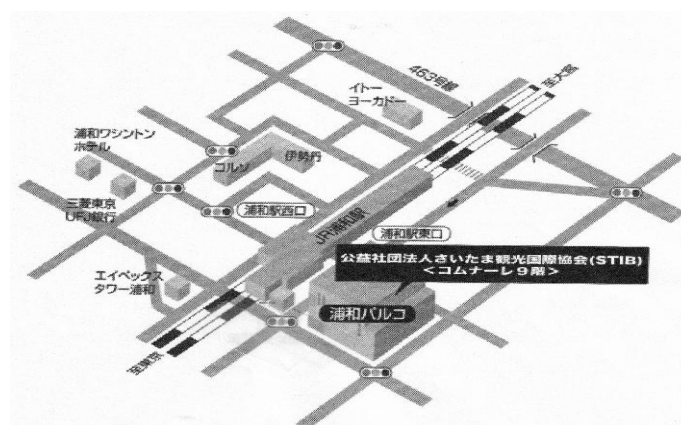 463号線
至大宮
イトー
ヨーカドー
浦和ワシントン
ホテル
伊勢丹
コルソ
三菱東京
UFJ銀行
浦和駅西口
JR浦和駅
浦和駅東口
公益社団法人さいたま観光国際協会(STIB)
<コムナーレ9階>
エイペックス
タワー浦和
浦和パルコ
至東京